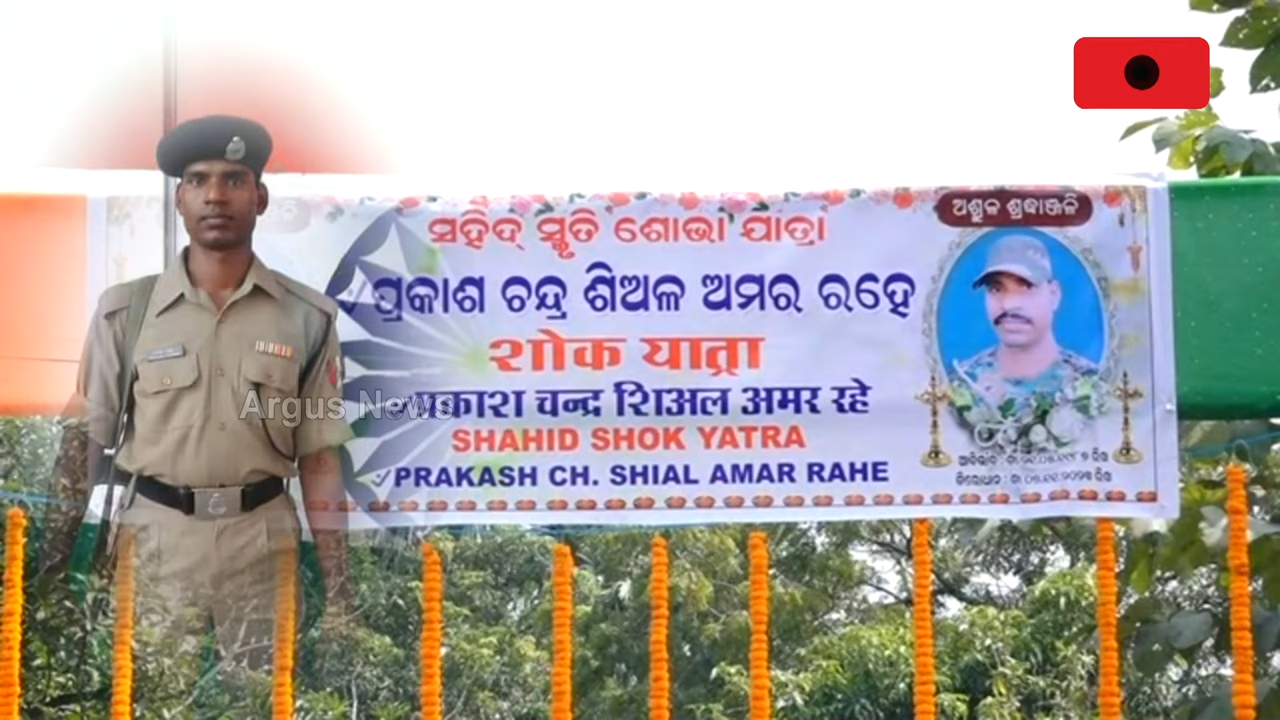 ସହିଦ୍ ସ୍ମୃତି ଶୋଭା ଯାତ୍ରା
ଅଶ୍ରୁଳ ଶ୍ରଦ୍ଧାଞ୍ଜଳି
ପ୍ରକାଶ ଚନ୍ଦ୍ର ଶିଅଳ ଅମର ରହେ
शोक यात्रा
प्रकाश चन्द्र शिअल अमर रहे
SHAHID SHOK YATRA
PRAKASH CH. SHIAL AMAR RAHE
Argus News